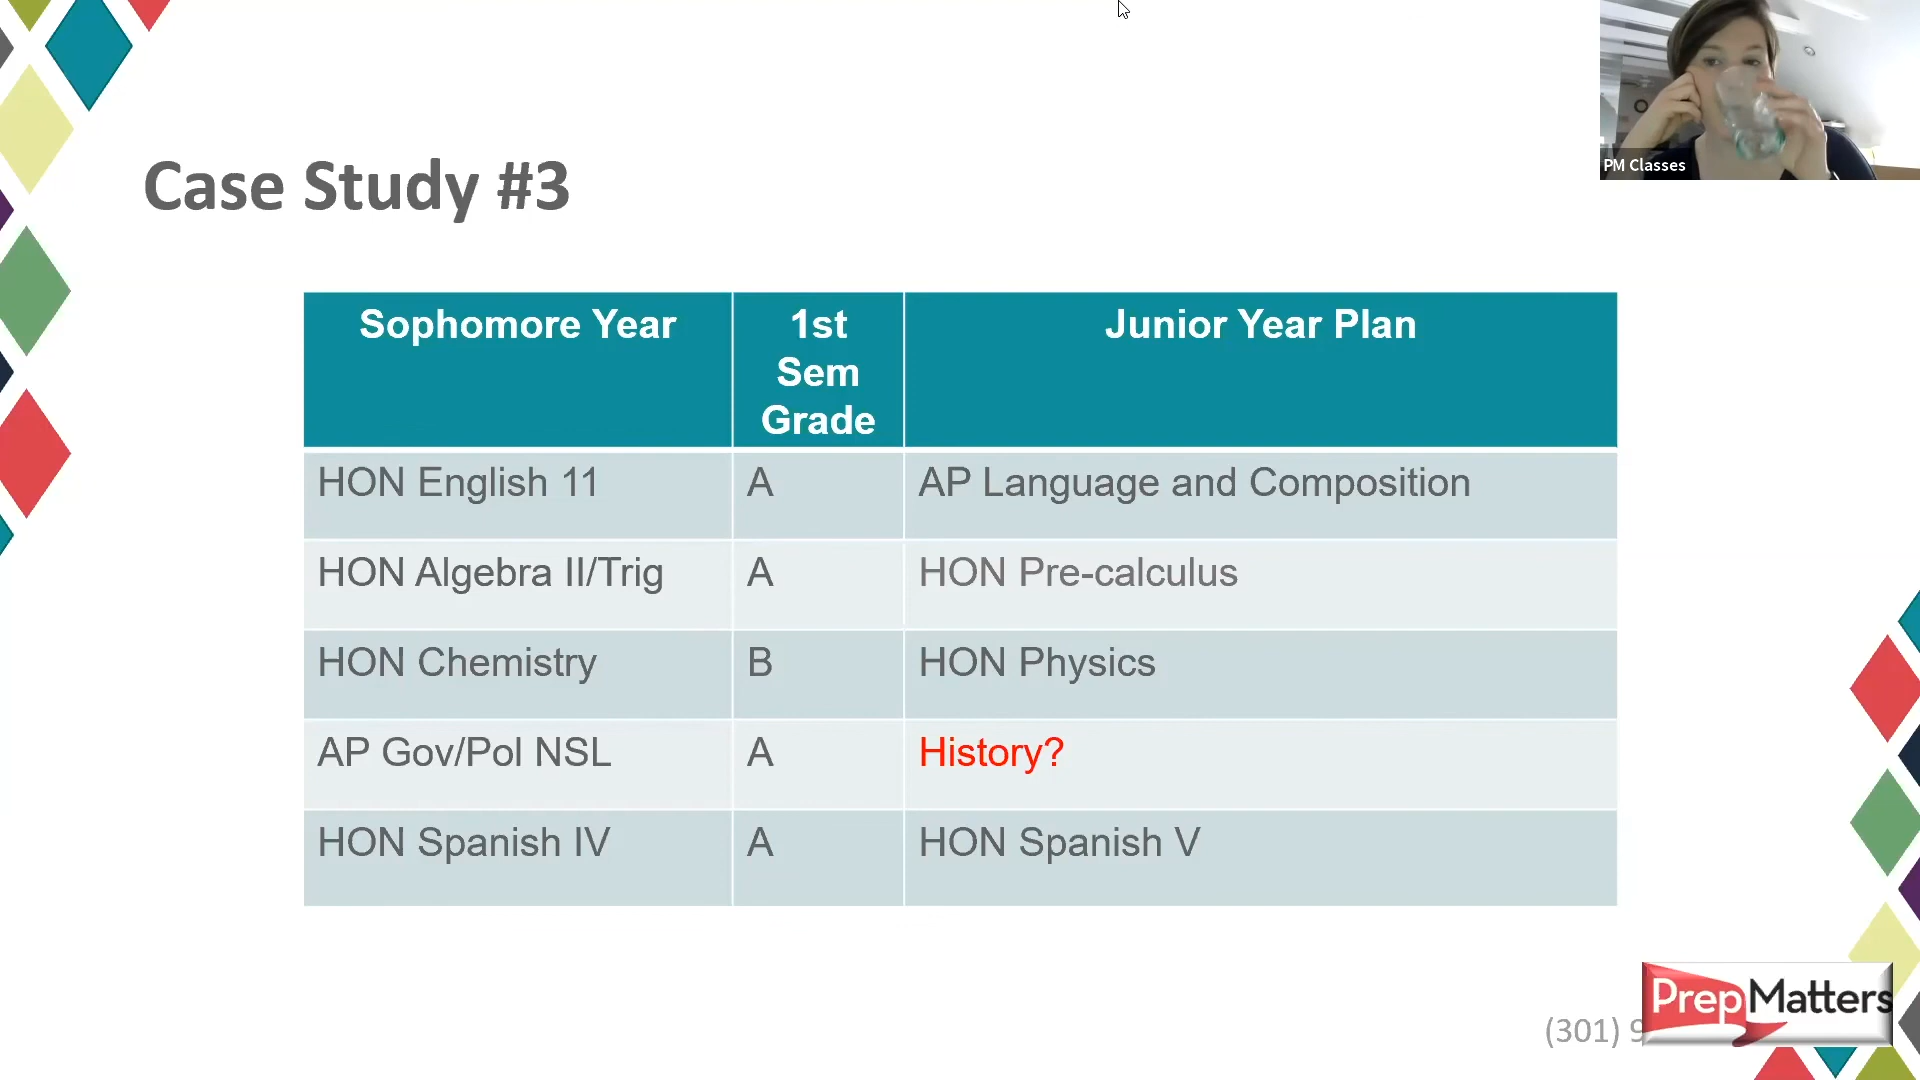 PM Classes
Case Study #3
Sophomore Year
1st
Sem
Grade
Junior Year Plan
HON English 11
A
AP Language and Composition
HON Algebra II/Trig
A
HON Pre-calculus
HON Chemistry
B
HON Physics
AP Gov/Pol NSL
A
History?
HON Spanish IV
A
HON Spanish V
(301) 9
PrepMatters